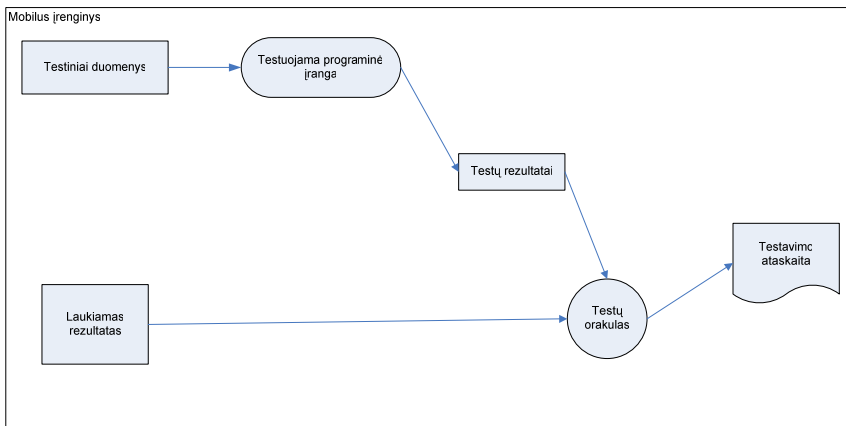 Mobilus įrenginys
Testiniai duomenys
Testuojama programinė
įranga
Testų rezultatai
Testavimo
ataskaita
Laukiamas
rezultatas
Testų
orakulas